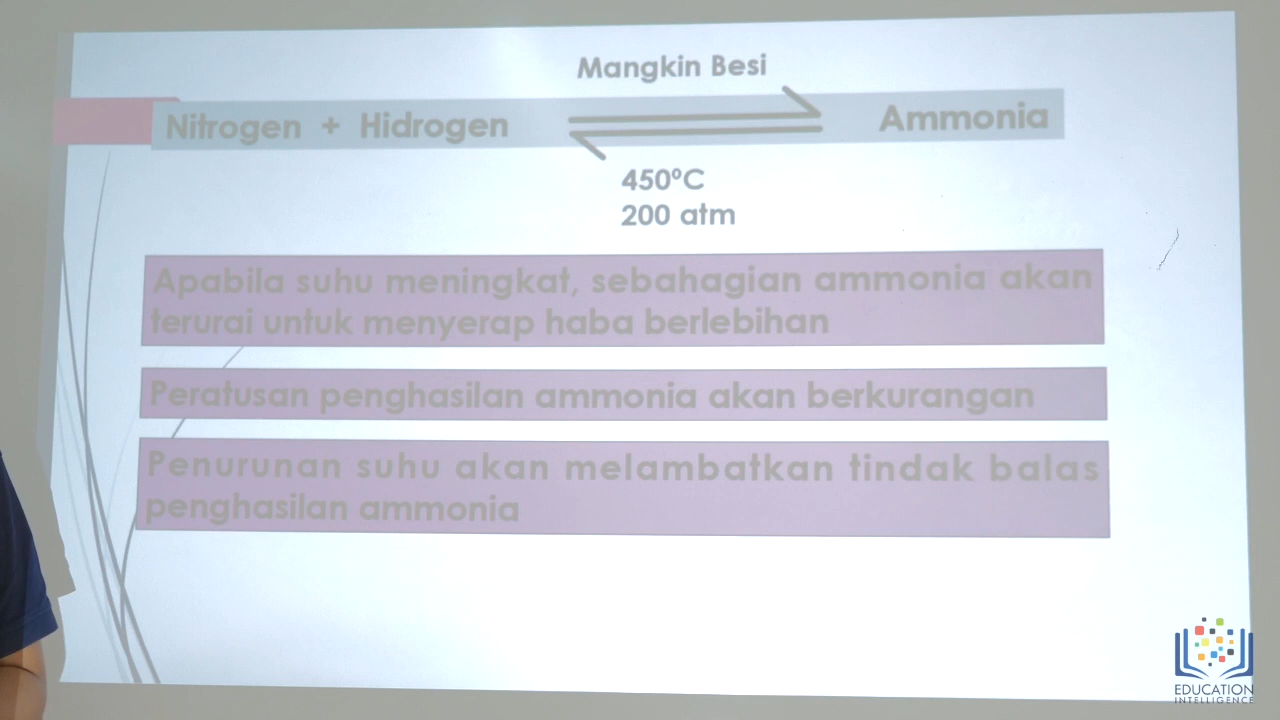 Mangkin Besi
Nitrogen + Hidrogen Ammonia
450ºC
200 atm
Apabila suhu meningkat, sebahagian ammonia akan
terurai untuk menyerap haba berlebihan
Peratusan penghasilan ammonia akan berkurangan
Penurunan suhu akan melambatkan tindak balas
penghasilan ammonia
EDUCATION
INTELLIGENCE